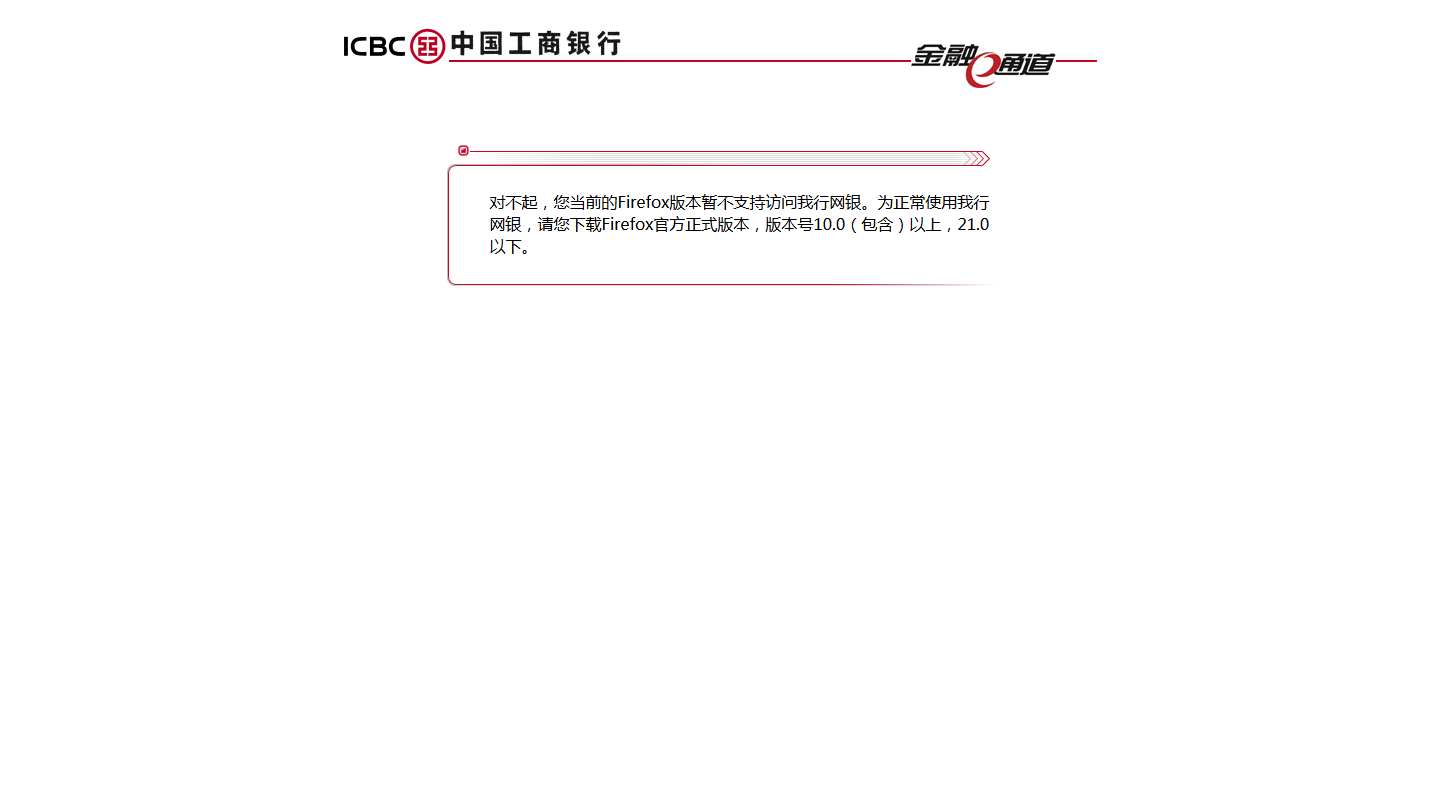 ICBC 中国工商银行
金融e通道
对不起，您当前的Firefox版本暂不支持访问我行网银。为正常使用我行
网银，请您下载Firefox官方正式版本，版本号10.0（包含）以上，21.0
以下。